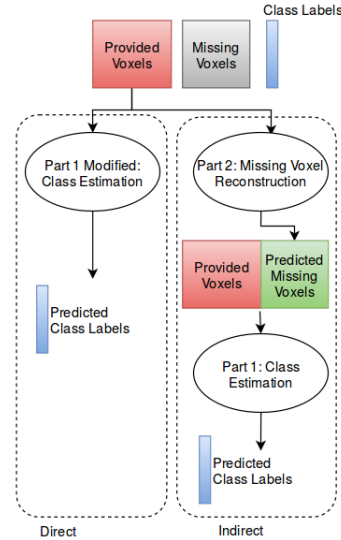 Class Labels
Provided
Voxels
Missing
Voxels
Part 1 Modified:
Class Estimation
Part 2: Missing Voxel
Reconstruction
Provided
Voxels
Predicted
Missing
Voxels
Predicted
Class Labels
Part 1: Class
Estimation
Predicted
Class Labels
Direct
Indirect